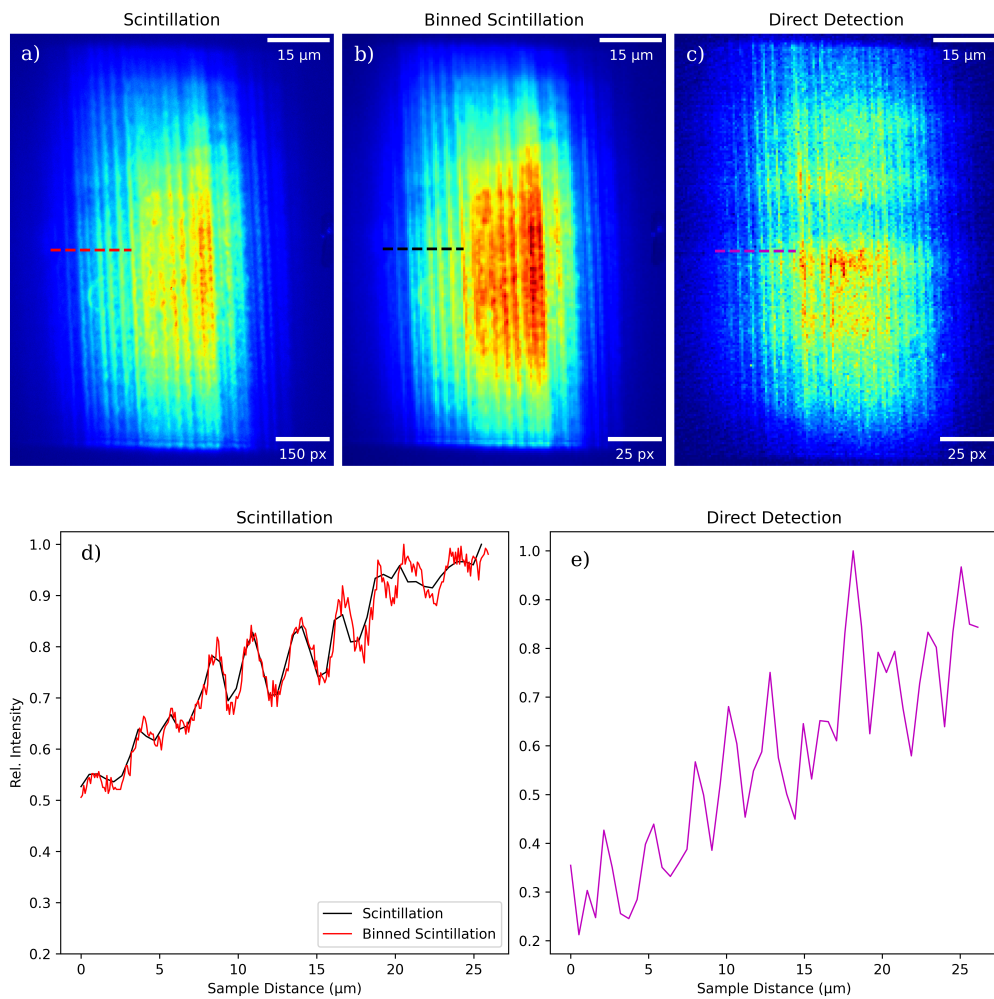 Scintillation
Binned Scintillation
Direct Detection
a)
15 µm
150 px
b)
15 µm
25 px
c)
15 µm
25 px
Scintillation
d)
Rel. Intensity
1.0
0.9
0.8
0.7
0.6
0.5
0.4
0.3
0.2
Scintillation
Binned Scintillation
0 5 10 15 20 25
Sample Distance (µm)
Direct Detection
e)
1.0
0.9
0.8
0.7
0.6
0.5
0.4
0.3
0.2
0 5 10 15 20 25
Sample Distance (µm)